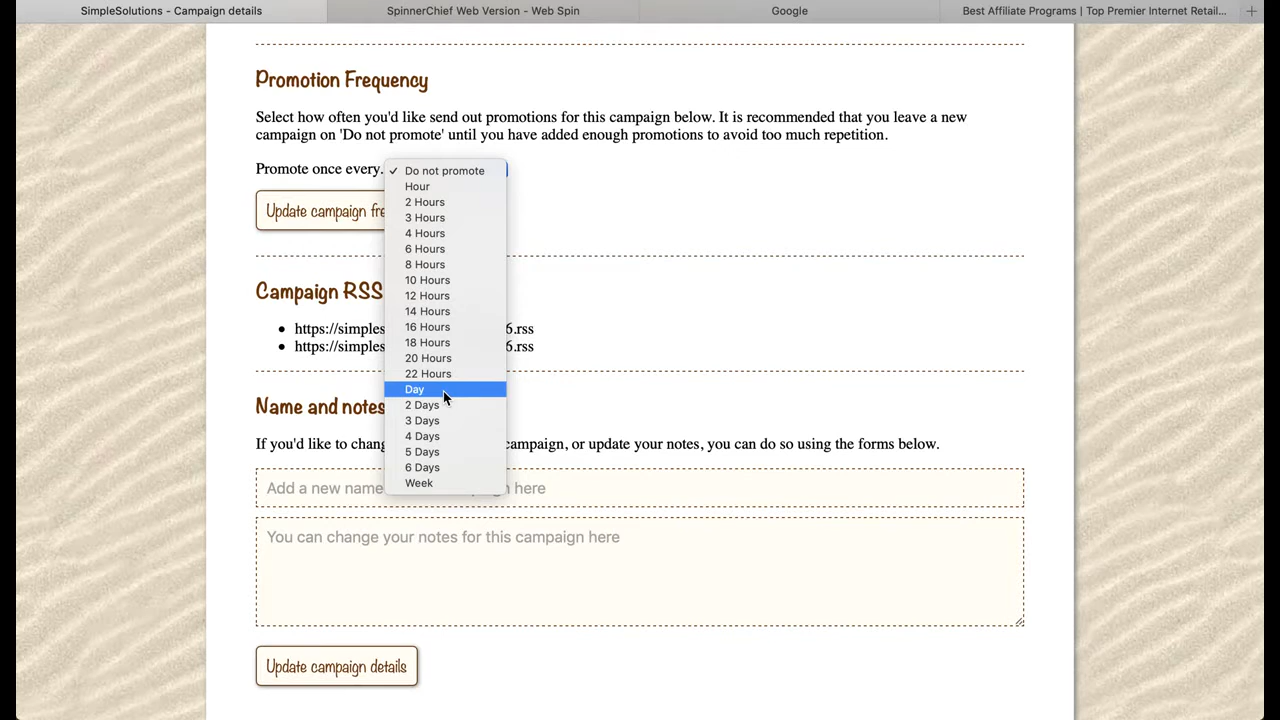 SimpleSolutions - Campaign details
SpinnerChief Web Version - Web Spin
Google
Best Affiliate Programs | Top Premier Internet Retail...
Promotion Frequency
Select how often you'd like send out promotions for this campaign below. It is recommended that you leave a new
campaign on 'Do not promote' until you have added enough promotions to avoid too much repetition.
Promote once every.
✓ Do not promote
Hour
2 Hours
3 Hours
4 Hours
6 Hours
8 Hours
10 Hours
12 Hours
14 Hours
16 Hours
18 Hours
20 Hours
22 Hours
Day
2 Days
3 Days
4 Days
5 Days
6 Days
Week
Update campaign
Campaign RSS
https://simples 6.rss
https://simples 6.rss
Name and notes
If you'd like to campaign, or update your notes, you can do so using the forms below.
Add a new name here
You can change your notes for this campaign here
Update campaign details